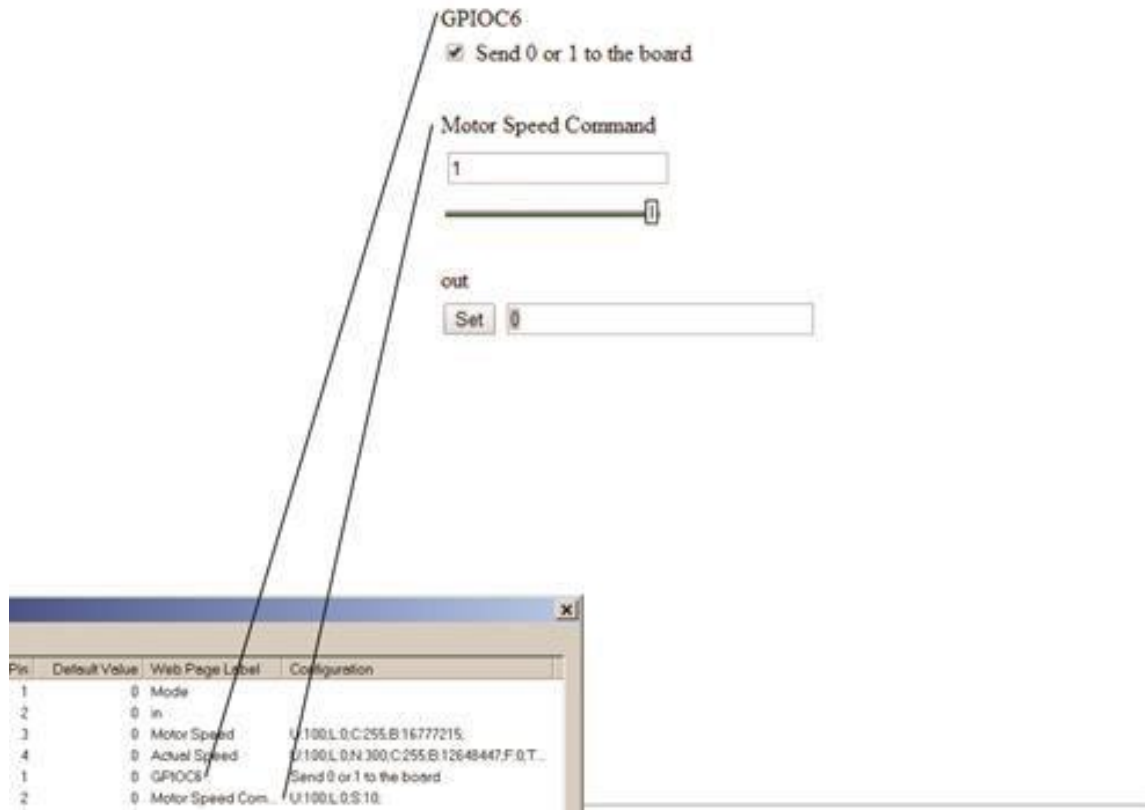 GPIOC6
Send 0 or 1 to the board
Motor Speed Command
1
out
Set 0
Pin Default Value Web Page Label Configuration
1 0 Mode
2 0 in
3 0 Motor Speed U:100;L:0;C:255;B:16777215;
4 0 Actual Speed U:100;L:0;N:300;C:255;B:12648447;F:0;T...
1 0 GPIOC6 Send 0 or 1 to the board
2 0 Motor Speed Com... U:100;L:0;S:10;